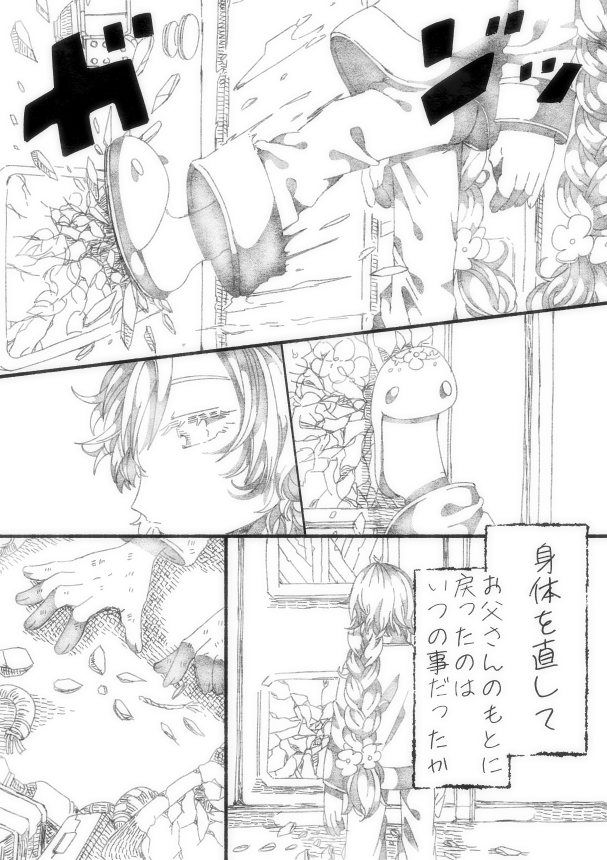 ガジッ
身体を直して
お父さんのもとに
戻ったのは
いつの事だったか